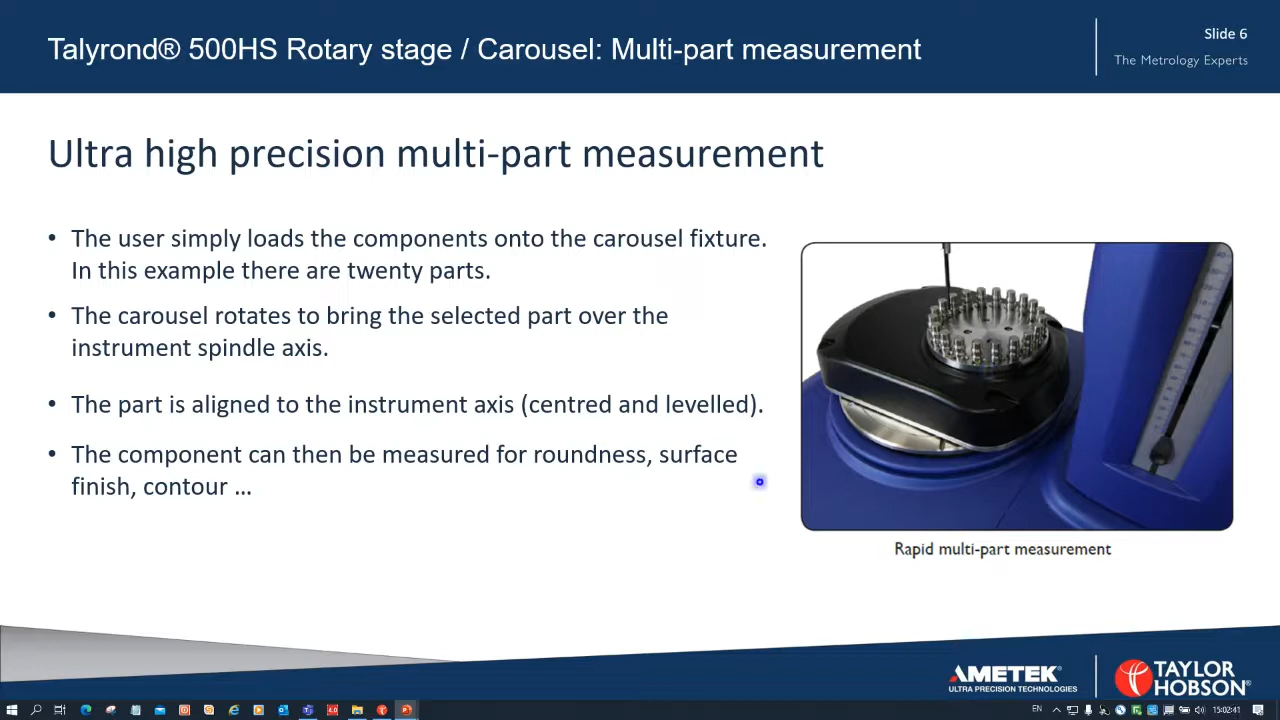 Talyrond® 500HS Rotary stage / Carousel: Multi-part measurement
Slide 6
The Metrology Experts
Ultra high precision multi-part measurement
• The user simply loads the components onto the carousel fixture.
In this example there are twenty parts.
• The carousel rotates to bring the selected part over the
instrument spindle axis.
• The part is aligned to the instrument axis (centred and levelled).
• The component can then be measured for roundness, surface
finish, contour ...
Rapid multi-part measurement
AMETEK®
ULTRA PRECISION TECHNOLOGIES
TAYLOR
HOBSON®
EN
15:02:41